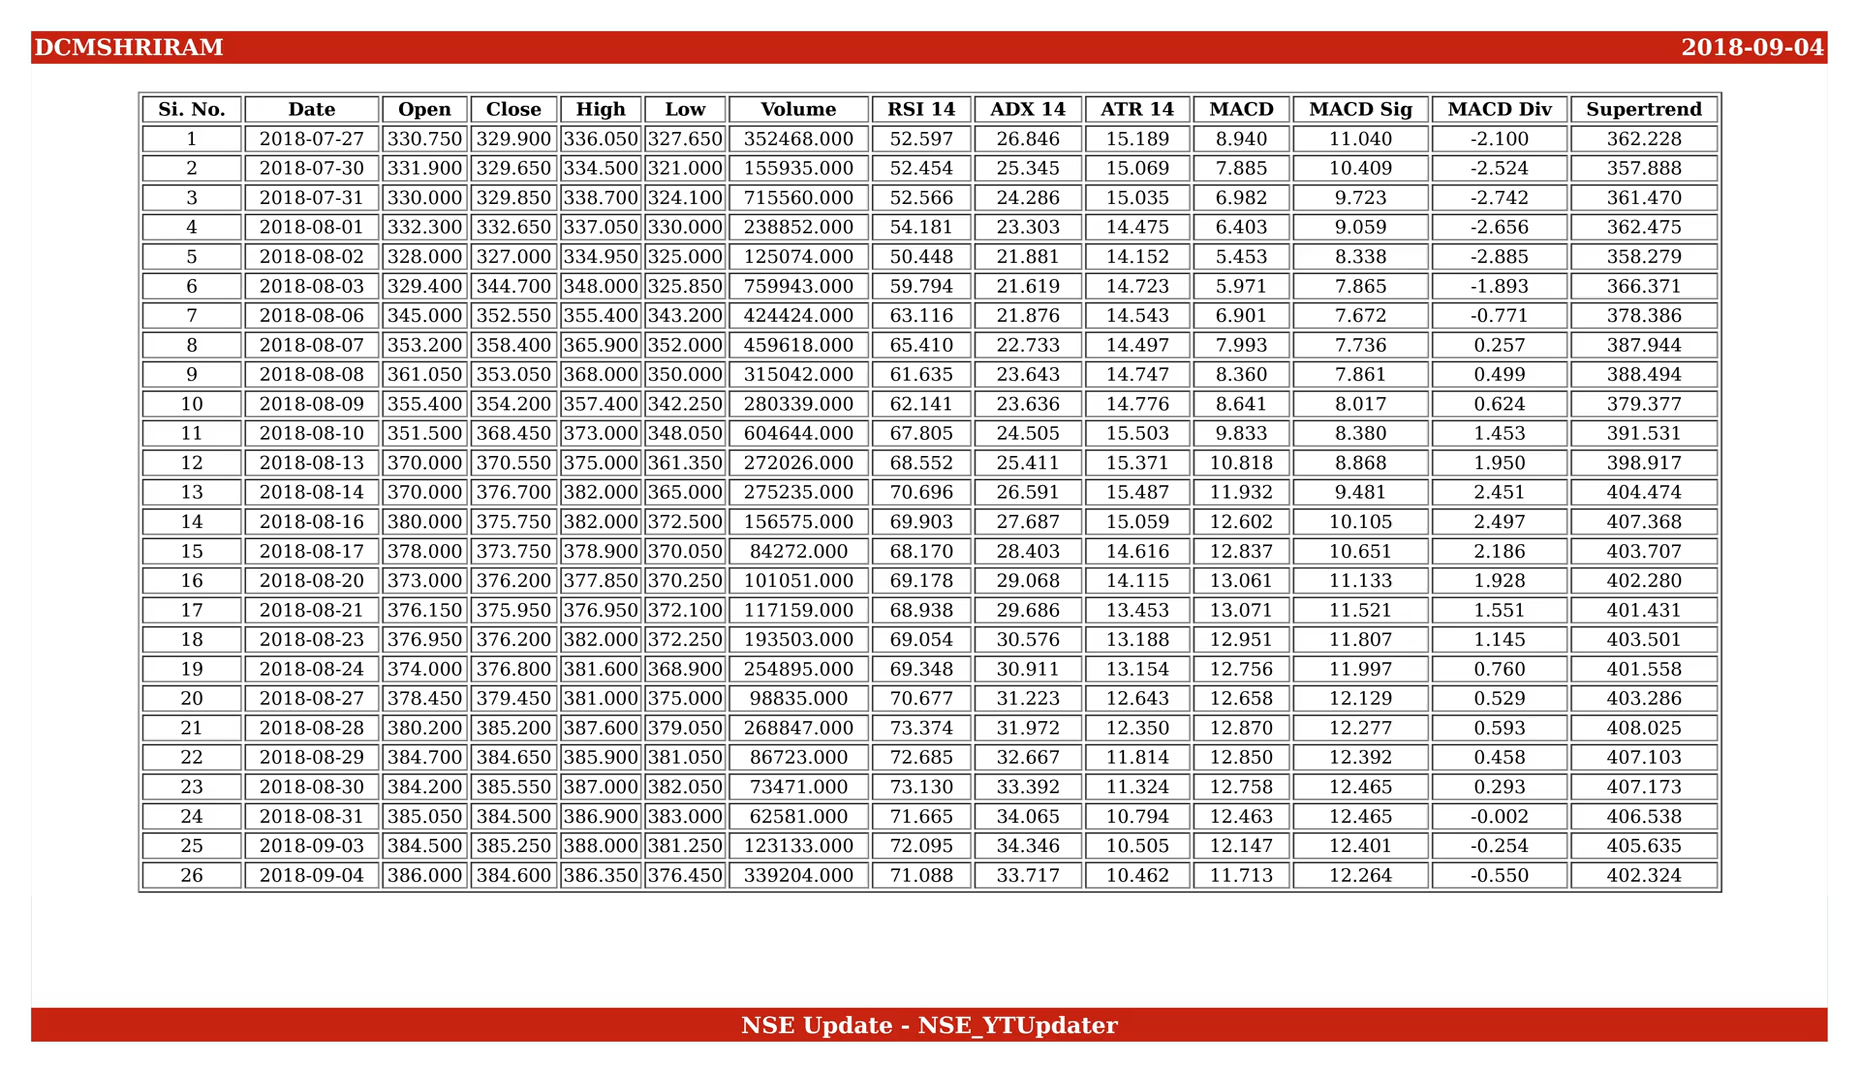 DCMSHRIRAM 2018-09-04
Si. No. Date Open Close High Low Volume RSI 14 ADX 14 ATR 14 MACD MACD Sig MACD Div Supertrend
1 2018-07-27 330.750 329.900 336.050 327.650 352468.000 52.597 26.846 15.189 8.940 11.040 -2.100 362.228
2 2018-07-30 331.900 329.650 334.500 321.000 155935.000 52.454 25.345 15.069 7.885 10.409 -2.524 357.888
3 2018-07-31 330.000 329.850 338.700 324.100 715560.000 52.566 24.286 15.035 6.982 9.723 -2.742 361.470
4 2018-08-01 332.300 332.650 337.050 330.000 238852.000 54.181 23.303 14.475 6.403 9.059 -2.656 362.475
5 2018-08-02 328.000 327.000 334.950 325.000 125074.000 50.448 21.881 14.152 5.453 8.338 -2.885 358.279
6 2018-08-03 329.400 344.700 348.000 325.850 759943.000 59.794 21.619 14.723 5.971 7.865 -1.893 366.371
7 2018-08-06 345.000 352.550 355.400 343.200 424424.000 63.116 21.876 14.543 6.901 7.672 -0.771 378.386
8 2018-08-07 353.200 358.400 365.900 352.000 459618.000 65.410 22.733 14.497 7.993 7.736 0.257 387.944
9 2018-08-08 361.050 353.050 368.000 350.000 315042.000 61.635 23.643 14.747 8.360 7.861 0.499 388.494
10 2018-08-09 355.400 354.200 357.400 342.250 280339.000 62.141 23.636 14.776 8.641 8.017 0.624 379.377
11 2018-08-10 351.500 368.450 373.000 348.050 604644.000 67.805 24.505 15.503 9.833 8.380 1.453 391.531
12 2018-08-13 370.000 370.550 375.000 361.350 272026.000 68.552 25.411 15.371 10.818 8.868 1.950 398.917
13 2018-08-14 370.000 376.700 382.000 365.000 275235.000 70.696 26.591 15.487 11.932 9.481 2.451 404.474
14 2018-08-16 380.000 375.750 382.000 372.500 156575.000 69.903 27.687 15.059 12.602 10.105 2.497 407.368
15 2018-08-17 378.000 373.750 378.900 370.050 84272.000 68.170 28.403 14.616 12.837 10.651 2.186 403.707
16 2018-08-20 373.000 376.200 377.850 370.250 101051.000 69.178 29.068 14.115 13.061 11.133 1.928 402.280
17 2018-08-21 376.150 375.950 376.950 372.100 117159.000 68.938 29.686 13.453 13.071 11.521 1.551 401.431
18 2018-08-23 376.950 376.200 382.000 372.250 193503.000 69.054 30.576 13.188 12.951 11.807 1.145 403.501
19 2018-08-24 374.000 376.800 381.600 368.900 254895.000 69.348 30.911 13.154 12.756 11.997 0.760 401.558
20 2018-08-27 378.450 379.450 381.000 375.000 98835.000 70.677 31.223 12.643 12.658 12.129 0.529 403.286
21 2018-08-28 380.200 385.200 387.600 379.050 268847.000 73.374 31.972 12.350 12.870 12.277 0.593 408.025
22 2018-08-29 384.700 384.650 385.900 381.050 86723.000 72.685 32.667 11.814 12.850 12.392 0.458 407.103
23 2018-08-30 384.200 385.550 387.000 382.050 73471.000 73.130 33.392 11.324 12.758 12.465 0.293 407.173
24 2018-08-31 385.050 384.500 386.900 383.000 62581.000 71.665 34.065 10.794 12.463 12.465 -0.002 406.538
25 2018-09-03 384.500 385.250 388.000 381.250 123133.000 72.095 34.346 10.505 12.147 12.401 -0.254 405.635
26 2018-09-04 386.000 384.600 386.350 376.450 339204.000 71.088 33.717 10.462 11.713 12.264 -0.550 402.324
NSE Update - NSE_YTUpdater